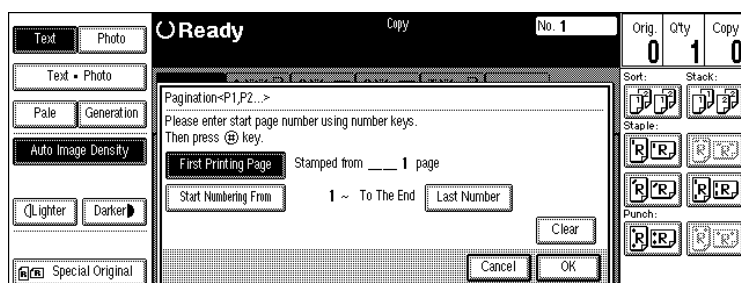 Text
Photo
Text • Photo
Pale
Generation
Auto Image Density
Lighter
Darker
Special Original
Ready
Copy
No. 1
Pagination<P1,P2...>
Please enter start page number using number keys.
Then press (#) key.
First Printing Page Stamped from _ _ 1 page
Start Numbering From 1 ~ To The End Last Number
Clear
Cancel
OK
Orig. Q'ty Copy
0 1 0
Sort: Stack:
Staple:
Punch: